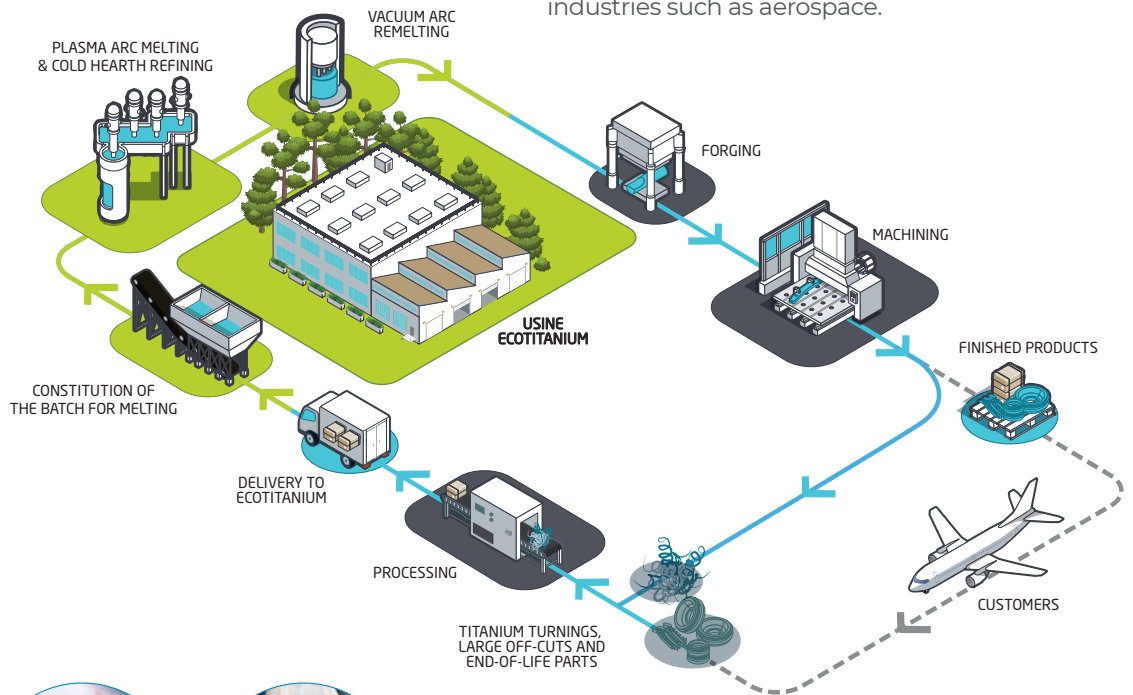 industries such as aerospace.
VACUUM ARC
REMELTING
PLASMA ARC MELTING
& COLD HEARTH REFINING
FORGING
MACHINING
USINE
ECOTITANIUM
FINISHED PRODUCTS
CONSTITUTION OF
THE BATCH FOR MELTING
DELIVERY TO
ECOTITANIUM
PROCESSING
CUSTOMERS
TITANIUM TURNINGS,
LARGE OFF-CUTS AND
END-OF-LIFE PARTS